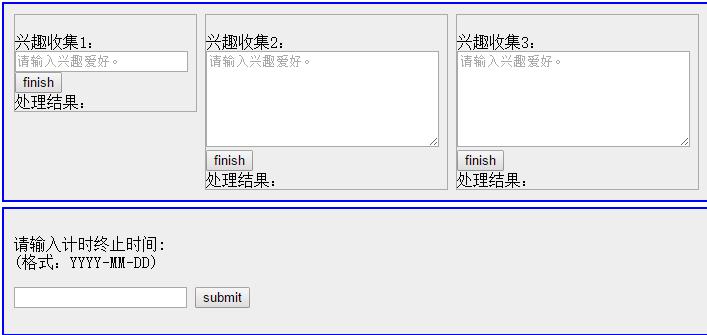 兴趣收集1：
请输入兴趣爱好。
finish
处理结果：
兴趣收集2：
请输入兴趣爱好。
finish
处理结果：
兴趣收集3：
请输入兴趣爱好。
finish
处理结果：
请输入计时终止时间:
(格式：YYYY-MM-DD)
submit